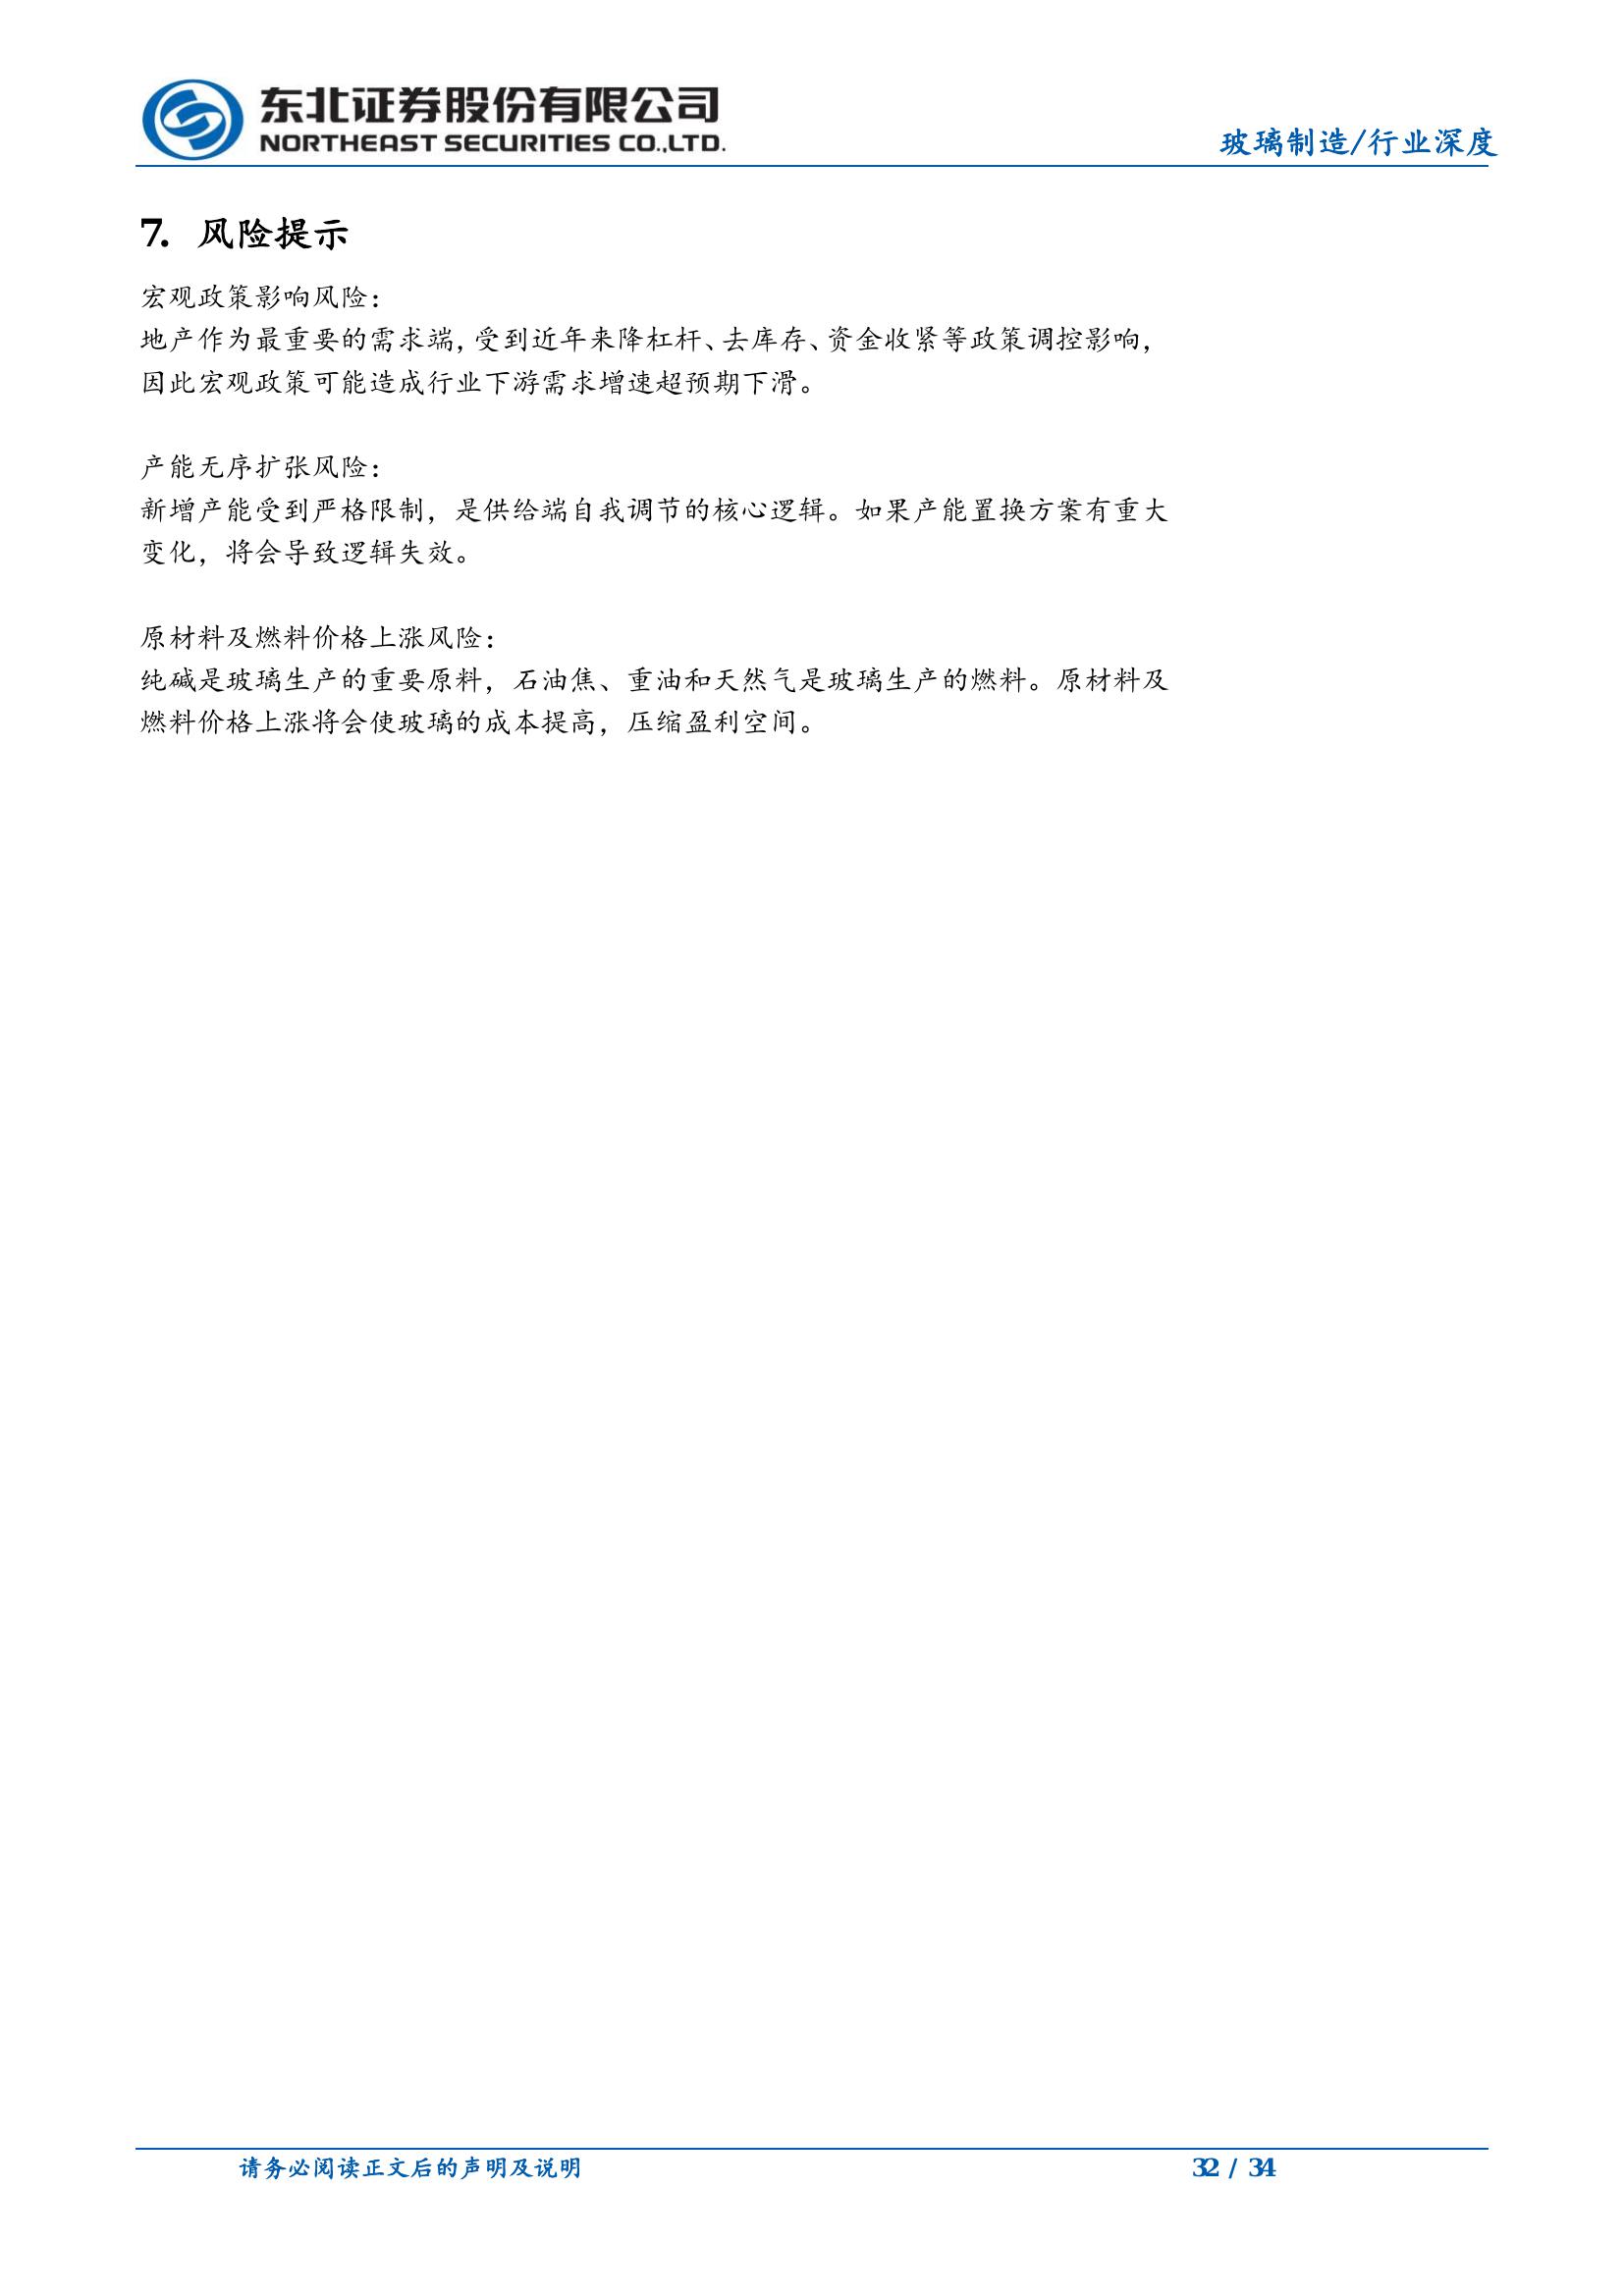 东北证券股份有限公司
NORTHEAST SECURITIES CO.,LTD.
玻璃制造/行业深度
7. 风险提示
宏观政策影响风险：
地产作为最重要的需求端，受到近年来降杠杆、去库存、资金收紧等政策调控影响，
因此宏观政策可能造成行业下游需求增速超预期下滑。
产能无序扩张风险：
新增产能受到严格限制，是供给端自我调节的核心逻辑。如果产能置换方案有重大
变化，将会导致逻辑失效。
原材料及燃料价格上涨风险：
纯碱是玻璃生产的重要原料，石油焦、重油和天然气是玻璃生产的燃料。原材料及
燃料价格上涨将会使玻璃的成本提高，压缩盈利空间。
请务必阅读正文后的声明及说明
32 / 34